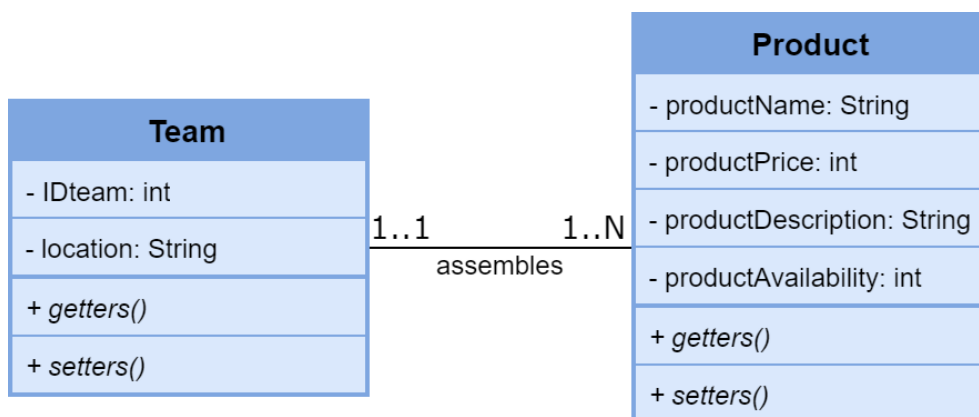 Team
- IDteam: int
- location: String
+ getters()
+ setters()
1..1
1..N
assembles
Product
- productName: String
- productPrice: int
- productDescription: String
- productAvailability: int
+ getters()
+ setters()